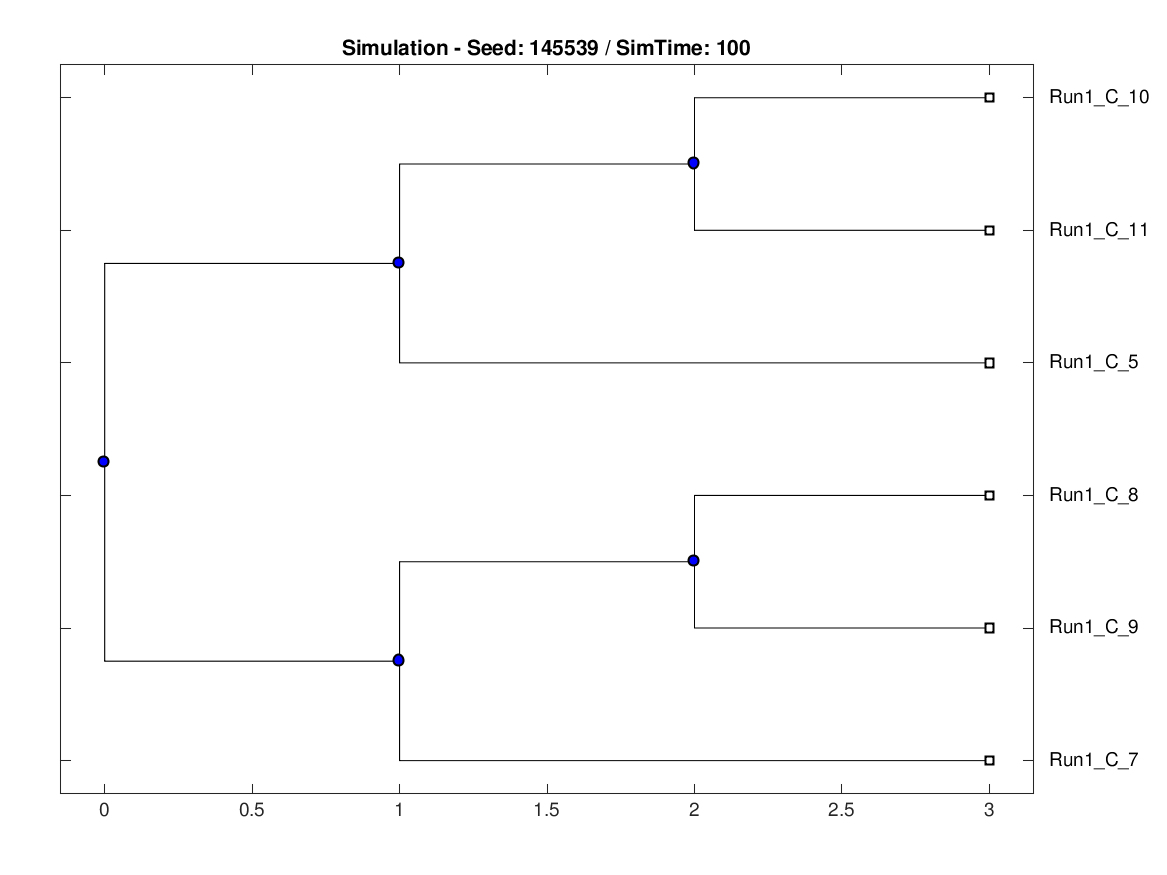 Simulation - Seed: 145539 / SimTime: 100
Run1_C_10
Run1_C_11
Run1_C_5
Run1_C_8
Run1_C_9
Run1_C_7
0 0.5 1 1.5 2 2.5 3